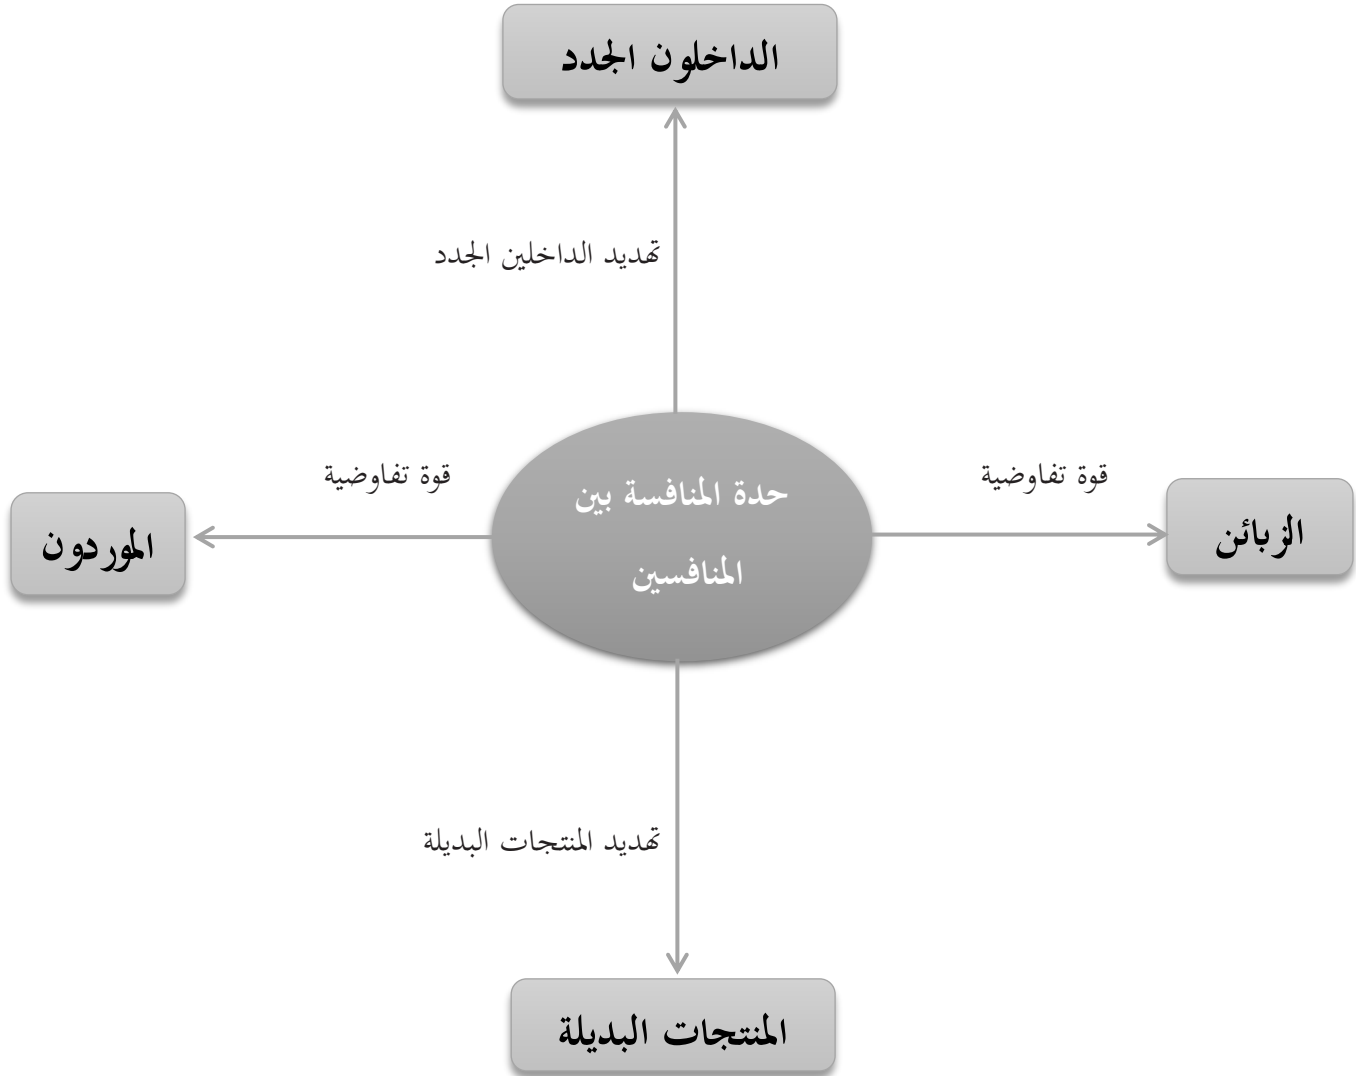 الداخلون الجدد
تهديد الداخلين الجدد
قوة تفاوضية
قوة تفاوضية
الزبائن
حدة المنافسة بين
المنافسين
الموردون
تهديد المنتجات البديلة
المنتجات البديلة